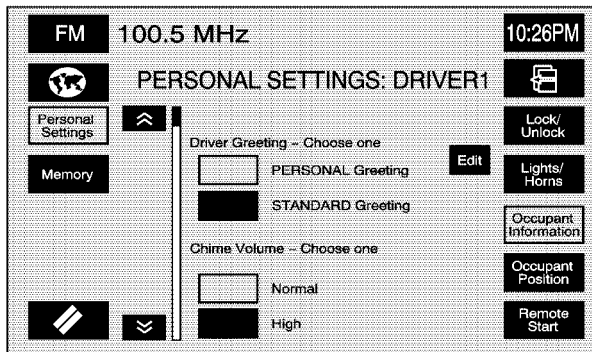 FM
100.5 MHz
10:26PM
PERSONAL SETTINGS: DRIVER1
Personal
Settings
Memory
Driver Greeting – Choose one
PERSONAL Greeting
Edit
STANDARD Greeting
Chime Volume – Choose one
Normal
High
Lock/
Unlock
Lights/
Horns
Occupant
Information
Occupant
Position
Remote
Start